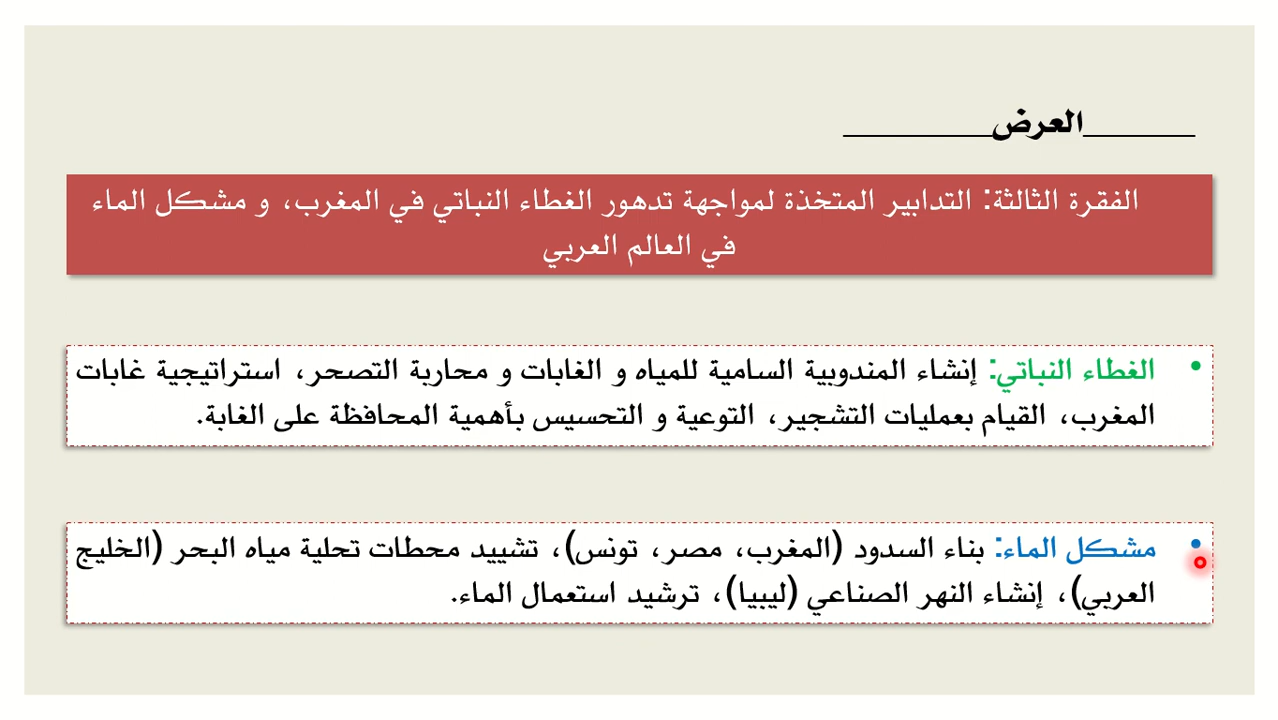 العرض
الفقرة الثالثة: التدابير المتخذة لمواجهة تدهور الغطاء النباتي في المغرب، و مشكل الماء
في العالم العربي
• الغطاء النباتي: إنشاء المندوبية السامية للمياه و الغابات و محاربة التصحر، استراتيجية غابات
المغرب، القيام بعمليات التشجير، التوعية و التحسيس بأهمية المحافظة على الغابة.
• مشكل الماء: بناء السدود (المغرب، مصر، تونس)، تشييد محطات تحلية مياه البحر (الخليج
العربي)، إنشاء النهر الصناعي (ليبيا)، ترشيد استعمال الماء.